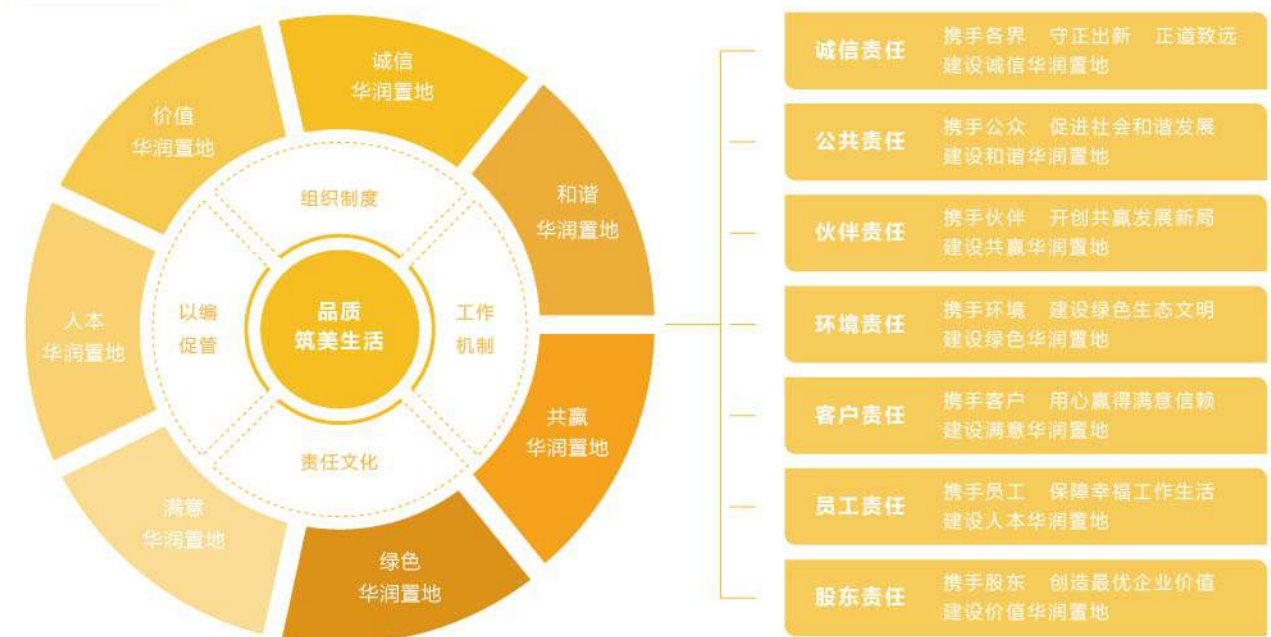 诚信
华润置地
和谐
华润置地
共赢
华润置地
绿色
华润置地
满意
华润置地
人本
华润置地
价值
华润置地
组织制度
工作
机制
责任文化
以编
促管
品质
筑美生活
诚信责任
携手各界 守正出新 正道致远
建设诚信华润置地
公共责任
携手公众 促进社会和谐发展
建设和谐华润置地
伙伴责任
携手伙伴 开创共赢发展新局
建设共赢华润置地
环境责任
携手环境 建设绿色生态文明
建设绿色华润置地
客户责任
携手客户 用心赢得满意信赖
建设满意华润置地
员工责任
携手员工 保障幸福工作生活
建设人本华润置地
股东责任
携手股东 创造最优企业价值
建设价值华润置地